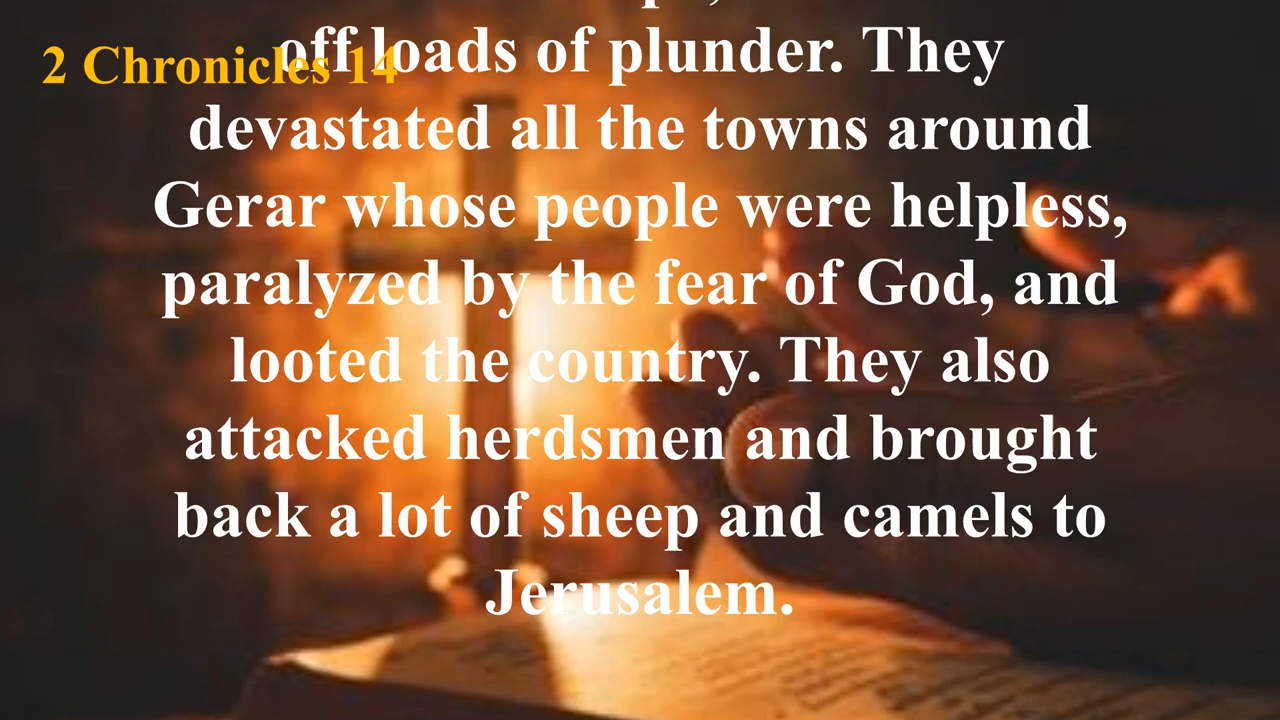 2 Chronicles 14
off loads of plunder. They
devastated all the towns around
Gerar whose people were helpless,
paralyzed by the fear of God, and
looted the country. They also
attacked herdsmen and brought
back a lot of sheep and camels to
Jerusalem.